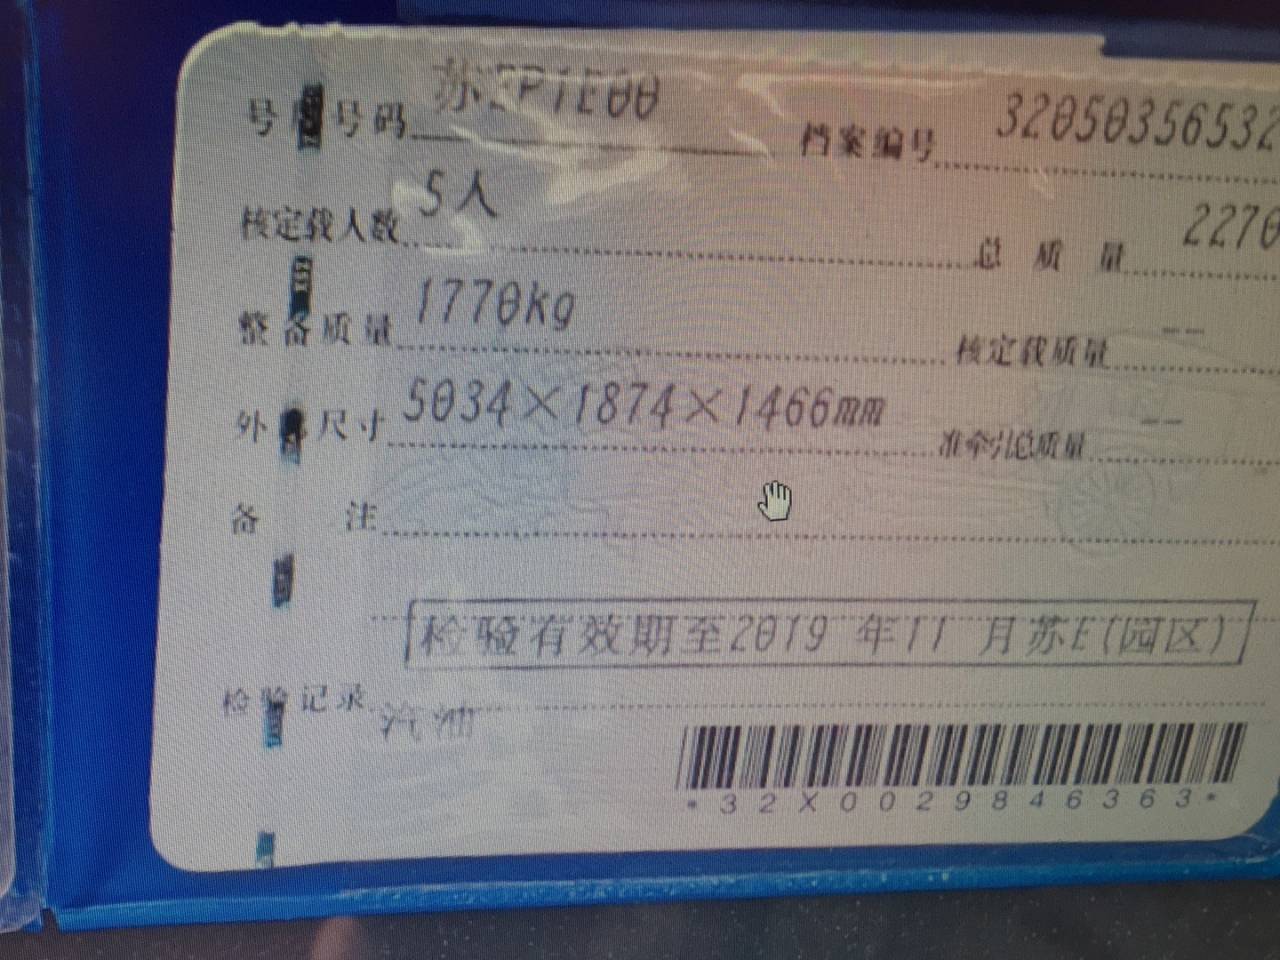 号牌号码 苏EP1E00 档案编号 32050356532
核定载人数 5人 总质量 2270
整备质量 1770kg 核定载质量 --
外廓尺寸 5034×1874×1466mm 准牵引总质量 --
备注
检验有效期至2019年11月苏E(园区)
检验记录 汽油
*32X0029846363*